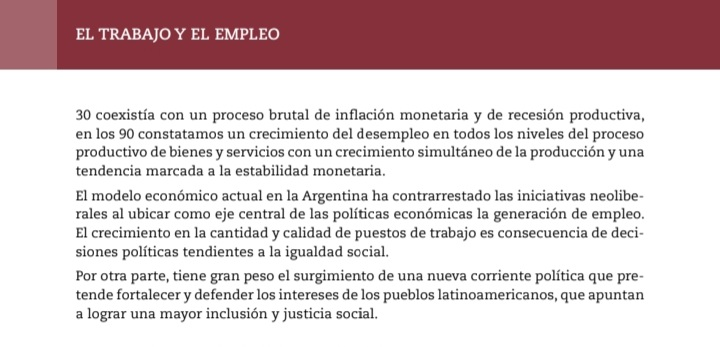 EL TRABAJO Y EL EMPLEO
30 coexistía con un proceso brutal de inflación monetaria y de recesión productiva,
en los 90 constatamos un crecimiento del desempleo en todos los niveles del proceso
productivo de bienes y servicios con un crecimiento simultáneo de la producción y una
tendencia marcada a la estabilidad monetaria.
El modelo económico actual en la Argentina ha contrarrestado las iniciativas neolibe-
rales al ubicar como eje central de las políticas económicas la generación de empleo.
El crecimiento en la cantidad y calidad de puestos de trabajo es consecuencia de deci-
siones políticas tendientes a la igualdad social.
Por otra parte, tiene gran peso el surgimiento de una nueva corriente política que pre-
tende fortalecer y defender los intereses de los pueblos latinoamericanos, que apuntan
a lograr una mayor inclusión y justicia social.